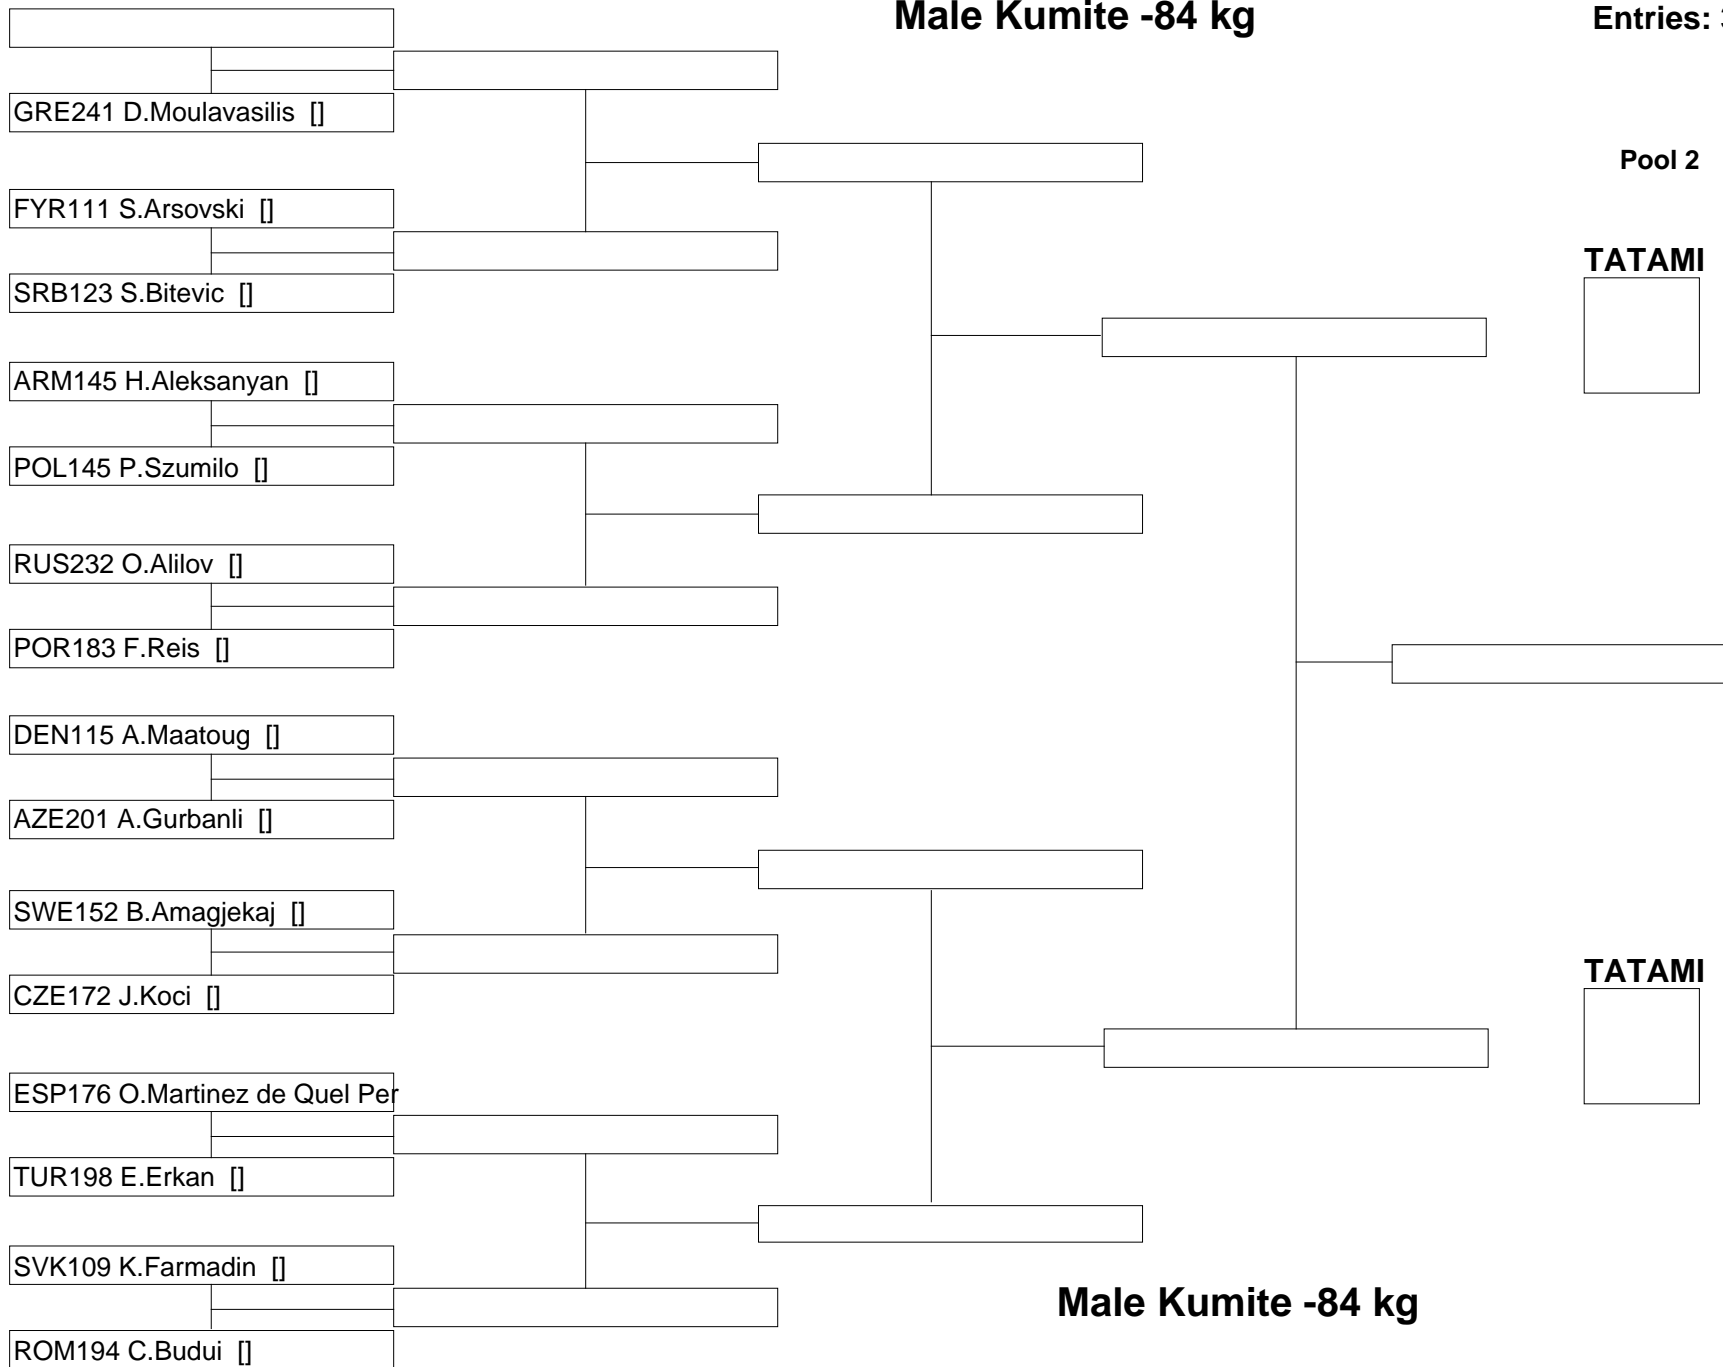 Male Kumite -84 kg
Entries:
GRE241 D.Moulavasilis []
Pool 2
FYR111 S.Arsovski []
TATAMI
SRB123 S.Bitevic []
ARM145 H.Aleksanyan []
POL145 P.Szumilo []
RUS232 O.Alilov []
POR183 F.Reis []
DEN115 A.Maatoug []
AZE201 A.Gurbanli []
SWE152 B.Amagjekaj []
TATAMI
CZE172 J.Koci []
ESP176 O.Martinez de Quel Per
TUR198 E.Erkan []
SVK109 K.Farmadin []
Male Kumite -84 kg
ROM194 C.Budui []